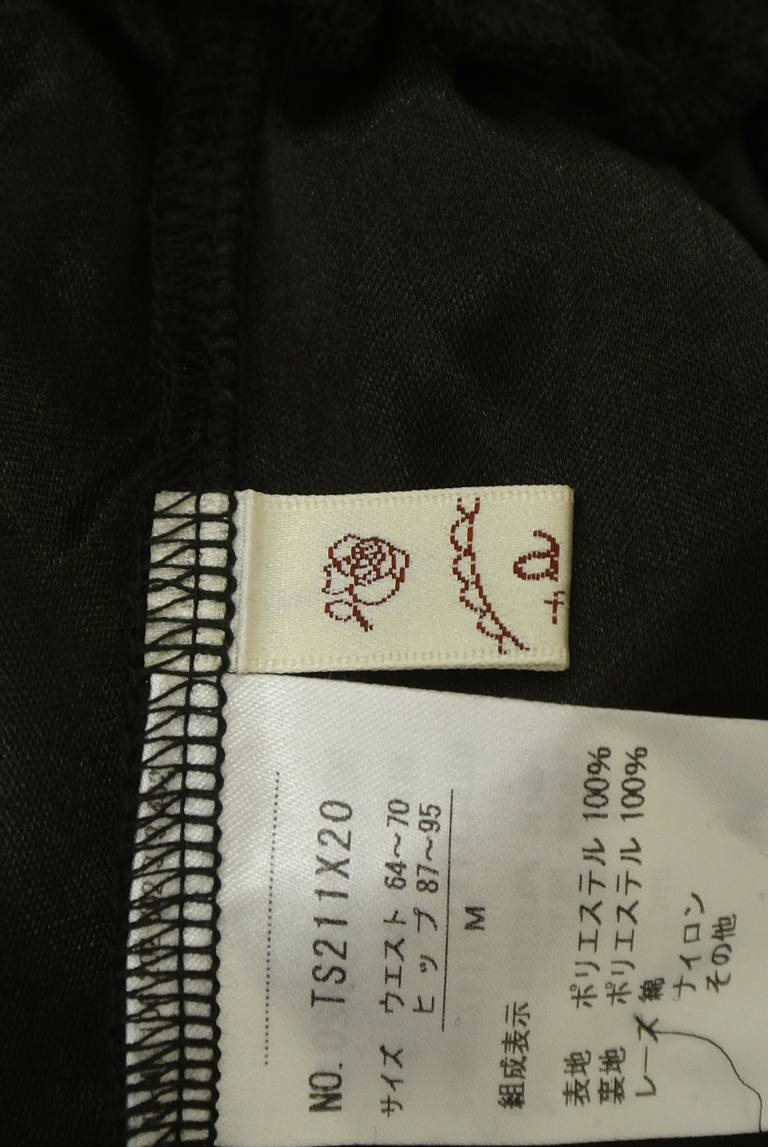 +a
NO. TS211X20
サイズ ウエスト 64〜70
ヒップ 87〜95
M
組成表示
表地 ポリエステル 100%
裏地 ポリエステル 100%
レース 綿
ナイロン
その他